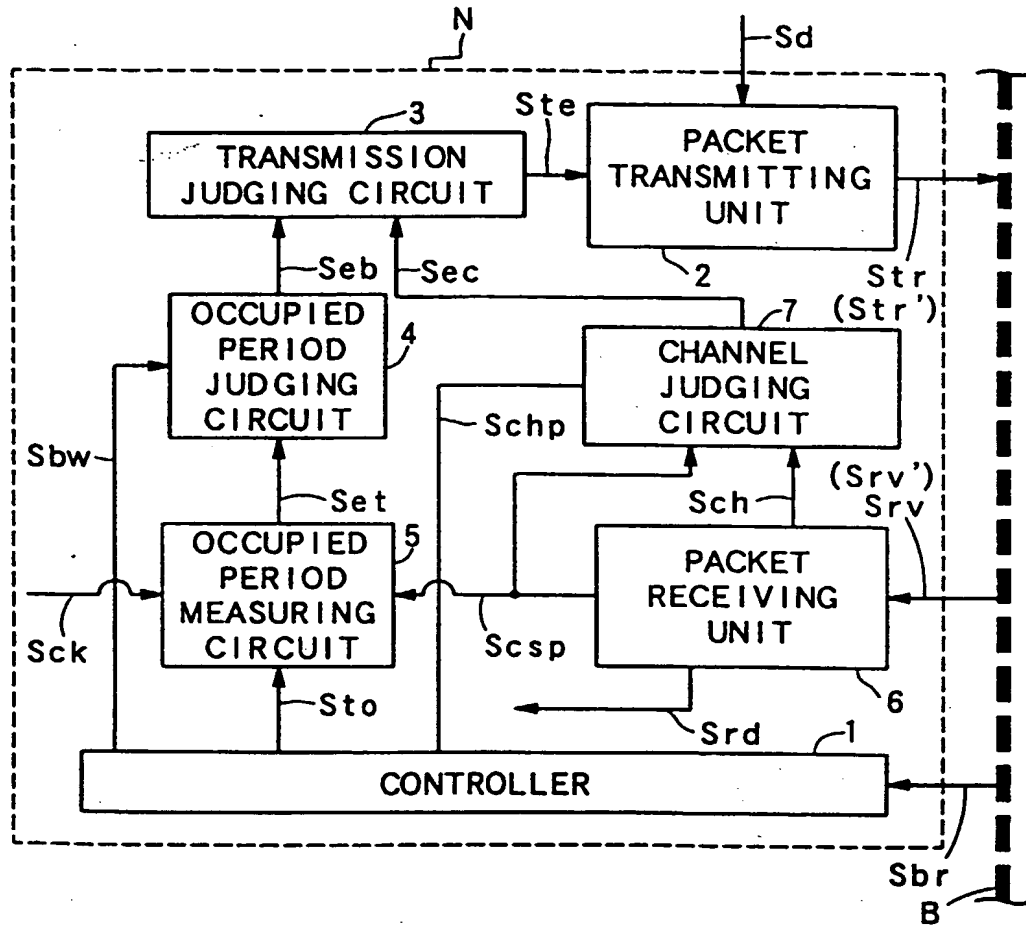 N
Sd
3
Ste
TRANSMISSION
JUDGING CIRCUIT
PACKET
TRANSMITTING
UNIT
2
Str
(Str')
Seb
Sec
7
OCCUPIED
PERIOD
JUDGING
CIRCUIT
4
CHANNEL
JUDGING
CIRCUIT
Sbw
Schp
Set
Sch
(Srv')
Srv
5
OCCUPIED
PERIOD
MEASURING
CIRCUIT
PACKET
RECEIVING
UNIT
Sck
Scsp
6
Sto
Srd
1
CONTROLLER
Sbr
B